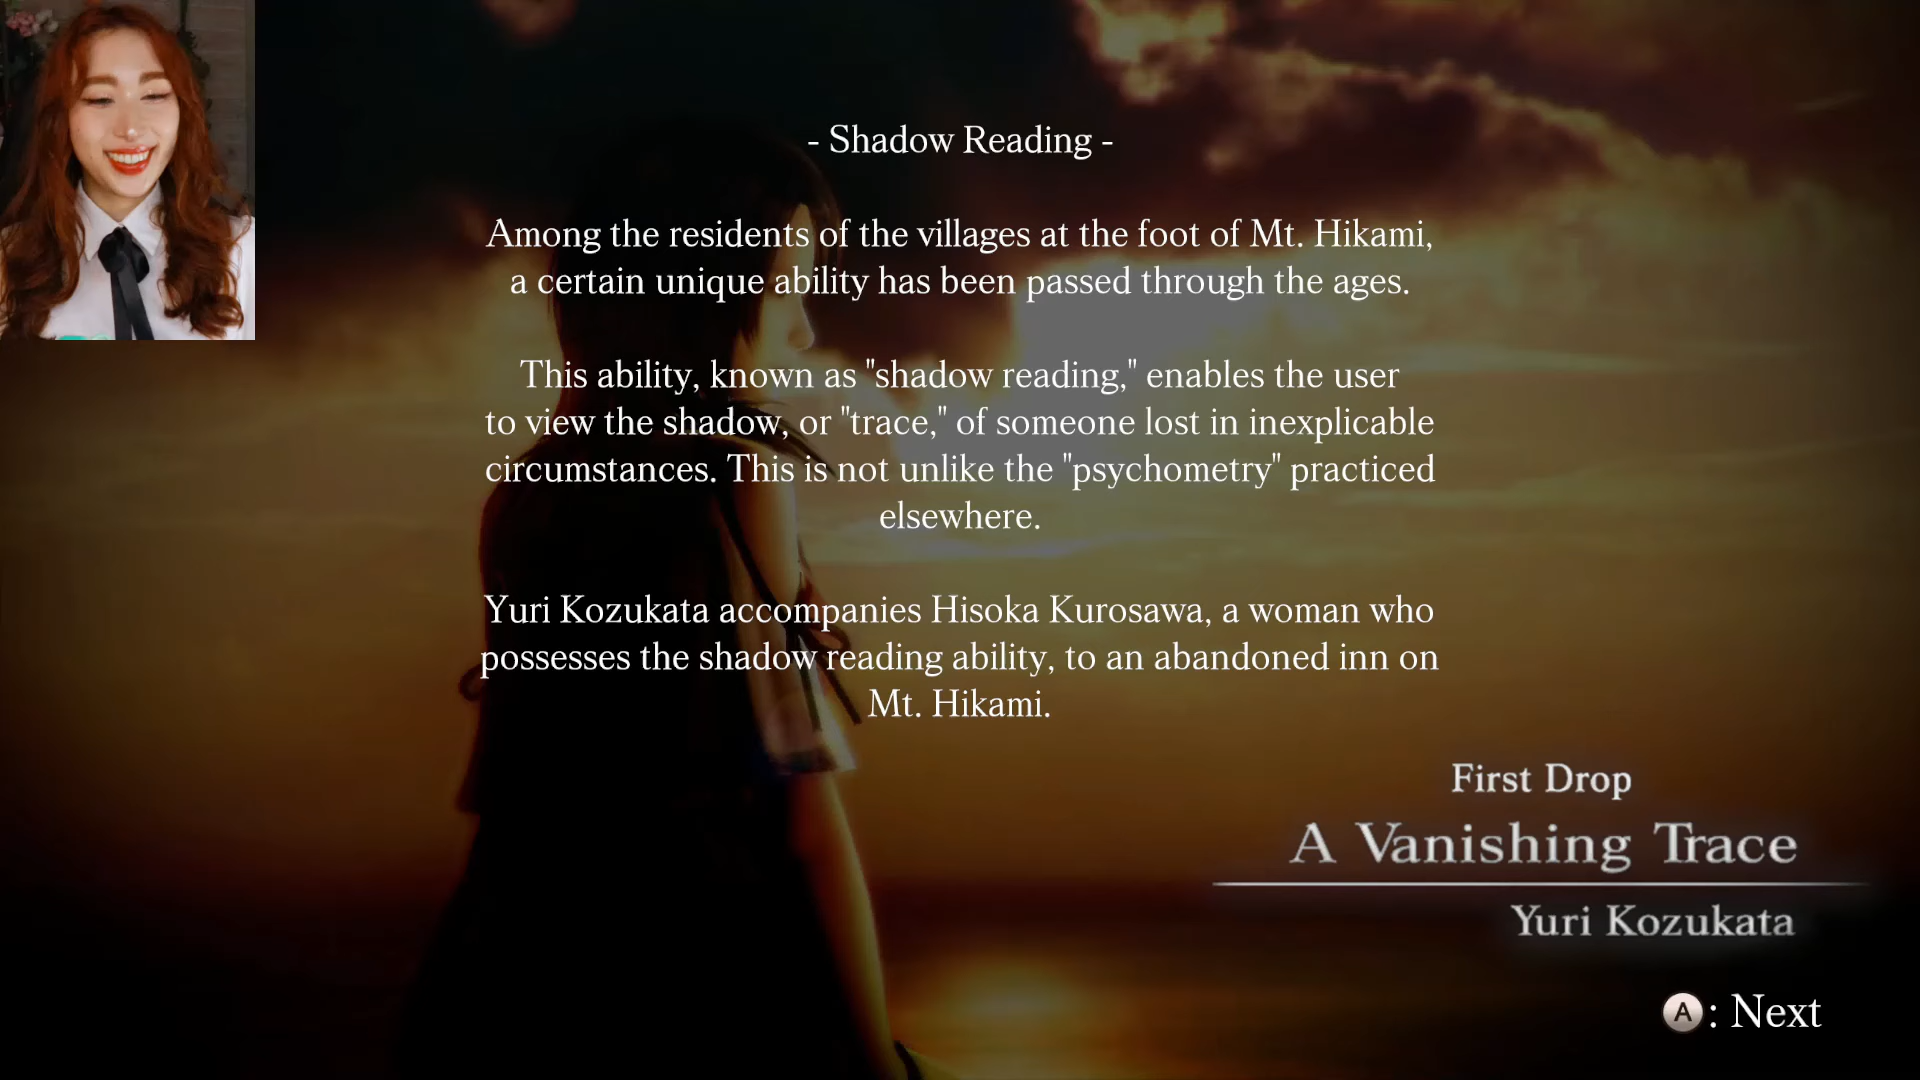 - Shadow Reading -
Among the residents of the villages at the foot of Mt. Hikami,
a certain unique ability has been passed through the ages.
This ability, known as "shadow reading," enables the user
to view the shadow, or "trace," of someone lost in inexplicable
circumstances. This is not unlike the "psychometry" practiced
elsewhere.
Yuri Kozukata accompanies Hisoka Kurosawa, a woman who
possesses the shadow reading ability, to an abandoned inn on
Mt. Hikami.
First Drop
A Vanishing Trace
Yuri Kozukata
A : Next